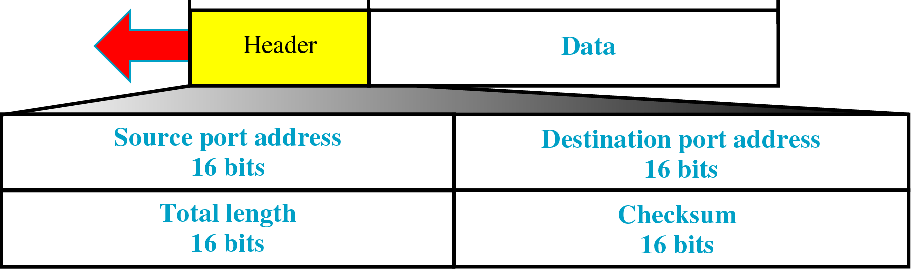 Header
Data
Source port address
16 bits
Destination port address
16 bits
Total length
16 bits
Checksum
16 bits